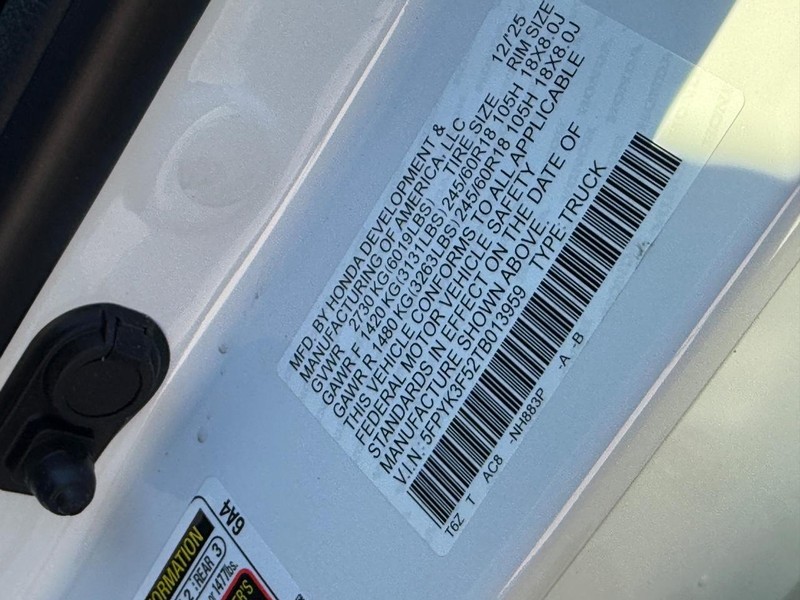 MFD. BY HONDA DEVELOPMENT &
MANUFACTURING OF AMERICA, LLC 12/'25
GVWR 2730 KG(6019LBS) TIRE SIZE RIM SIZE
GAWR F 1420 KG(3131LBS) 245/60R18 105H 18X8.0J
GAWR R 1480 KG(3263LBS) 245/60R18 105H 18X8.0J
THIS VEHICLE CONFORMS TO ALL APPLICABLE
FEDERAL MOTOR VEHICLE SAFETY
STANDARDS IN EFFECT ON THE DATE OF
MANUFACTURE SHOWN ABOVE.
V.I.N. 5FPYK3F52TB013959 TYPE:TRUCK
T6Z T AC8 -NH883P -A -B
6A4
REAR 3
147lbs.